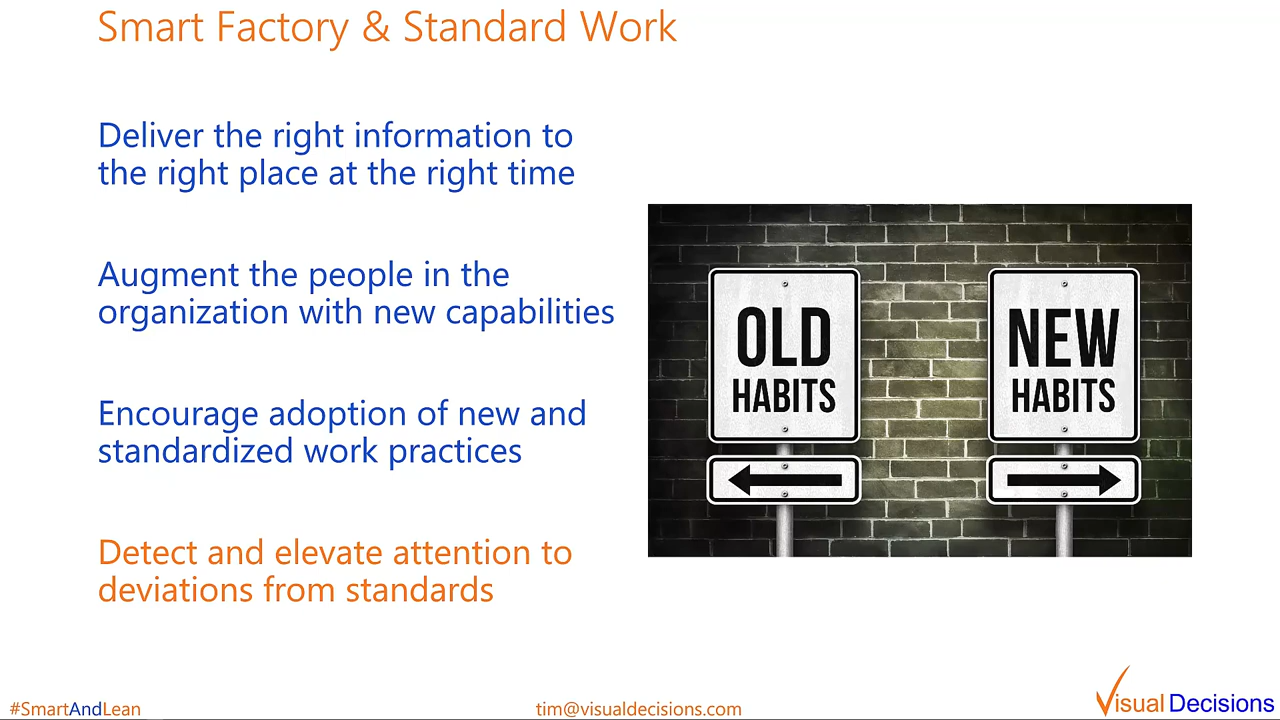 Smart Factory & Standard Work
Deliver the right information to
the right place at the right time
Augment the people in the
organization with new capabilities
Encourage adoption of new and
standardized work practices
Detect and elevate attention to
deviations from standards
OLD
HABITS
NEW
HABITS
#SmartAndLean
tim@visualdecisions.com
Visual Decisions